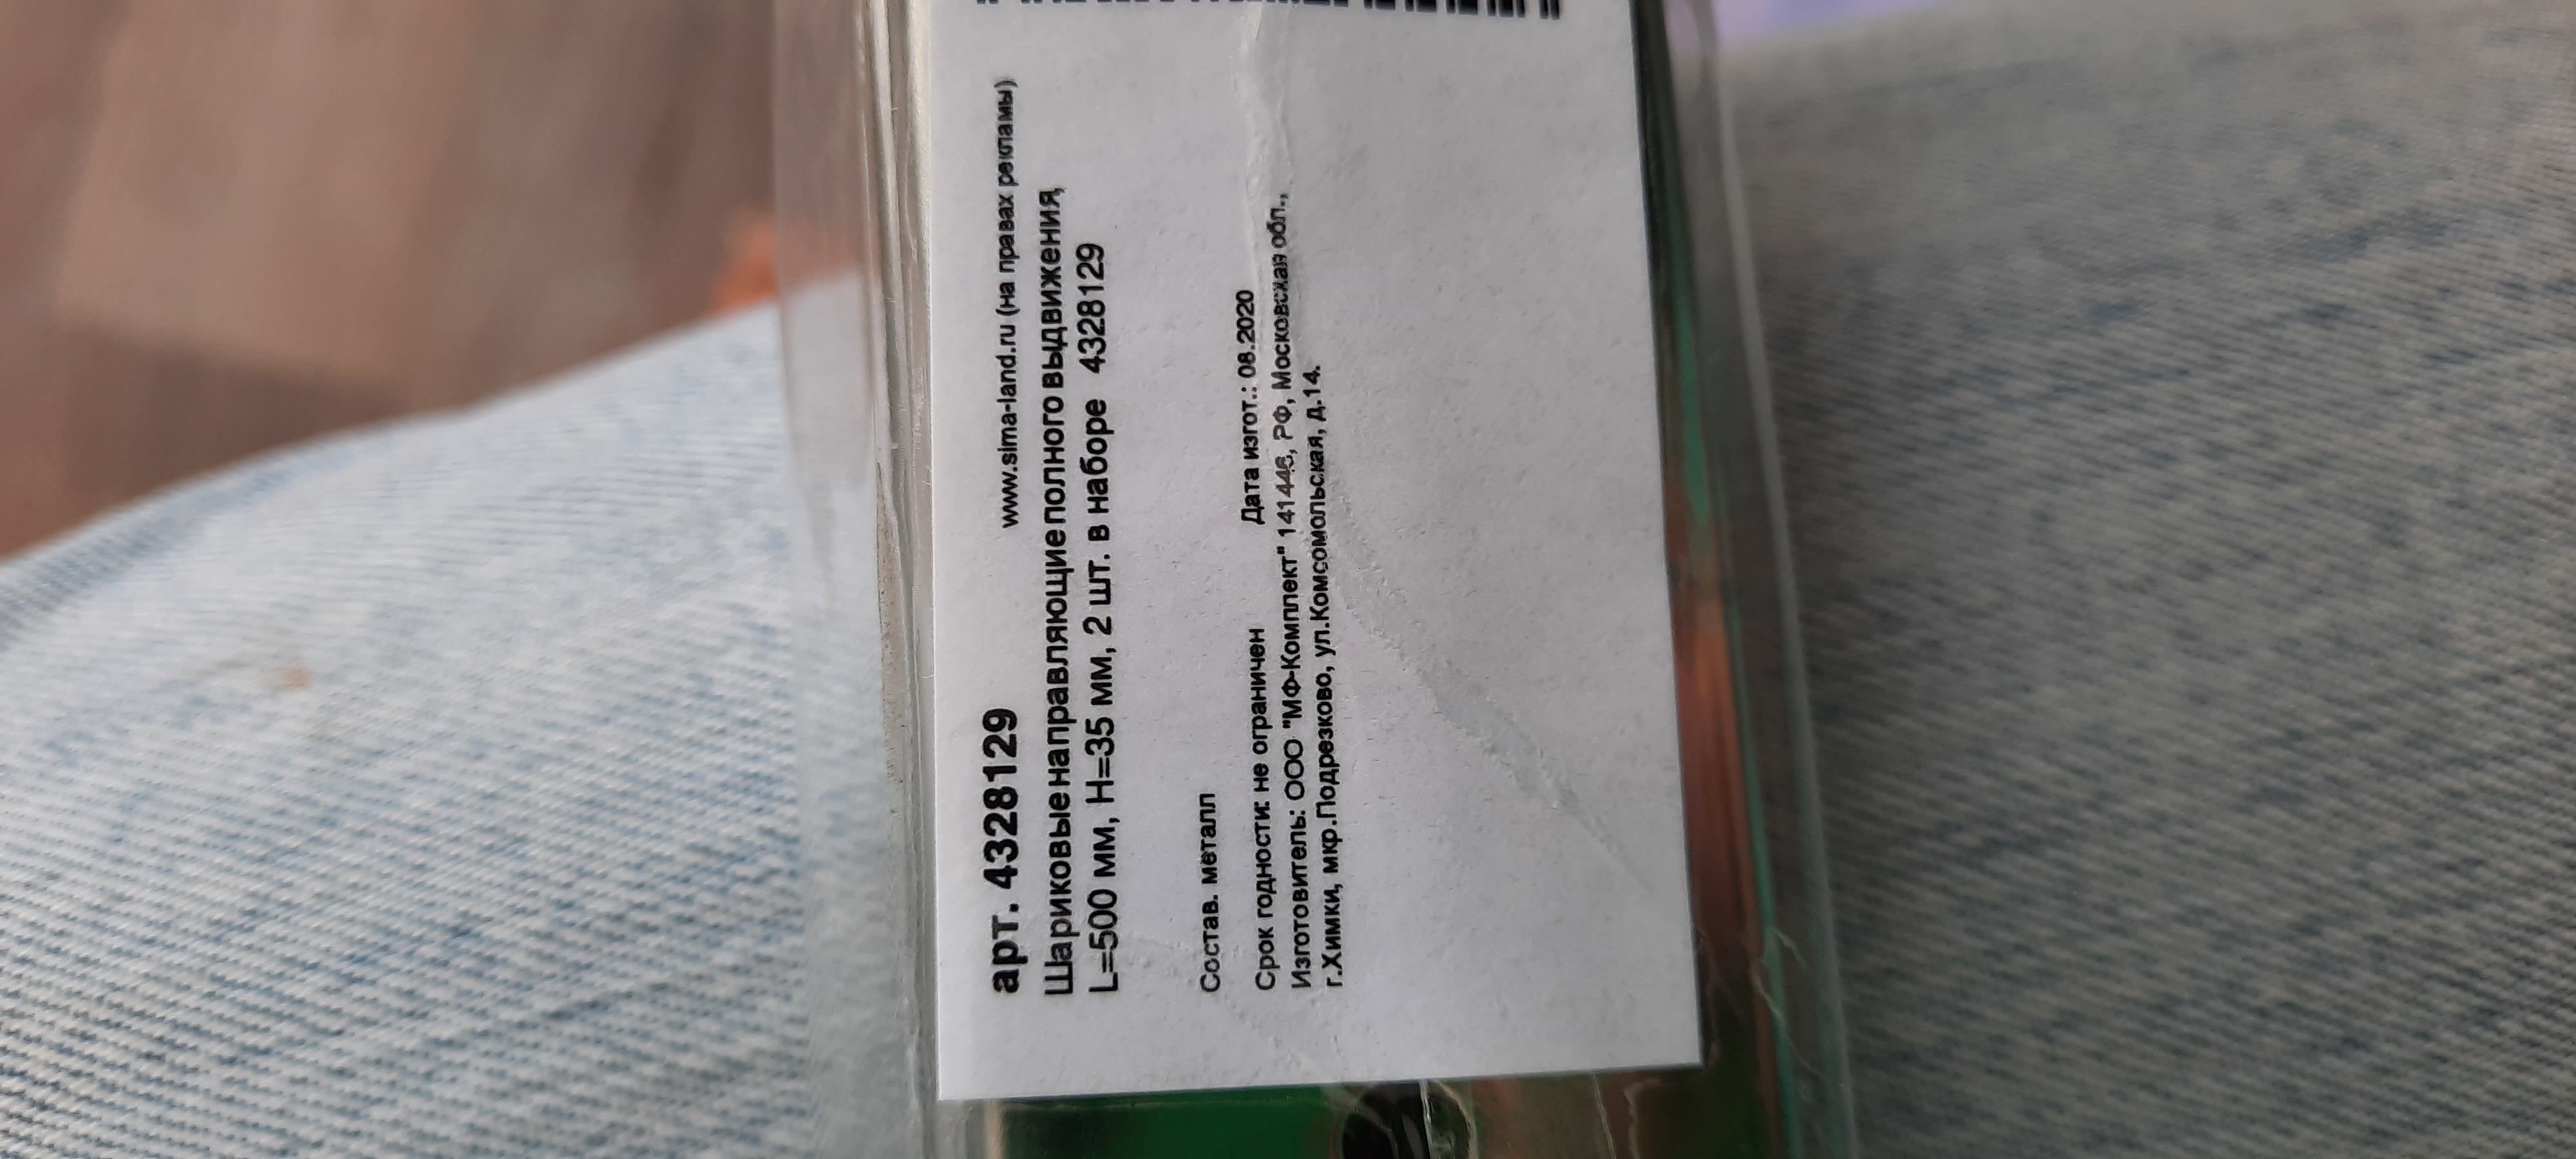 арт. 4328129
www.sima-land.ru (на правах рекламы)
Шариковые направляющие полного выдвижения,
L=500 мм, H=35 мм, 2 шт. в наборе 4328129
Состав. металл
Срок годности: не ограничен Дата изгот.: 08.2020
Изготовитель: ООО "МФ-Комплект" 141446, РФ, Московская обл.,
г.Химки, мкр.Подрезково, ул.Комсомольская, д.14.